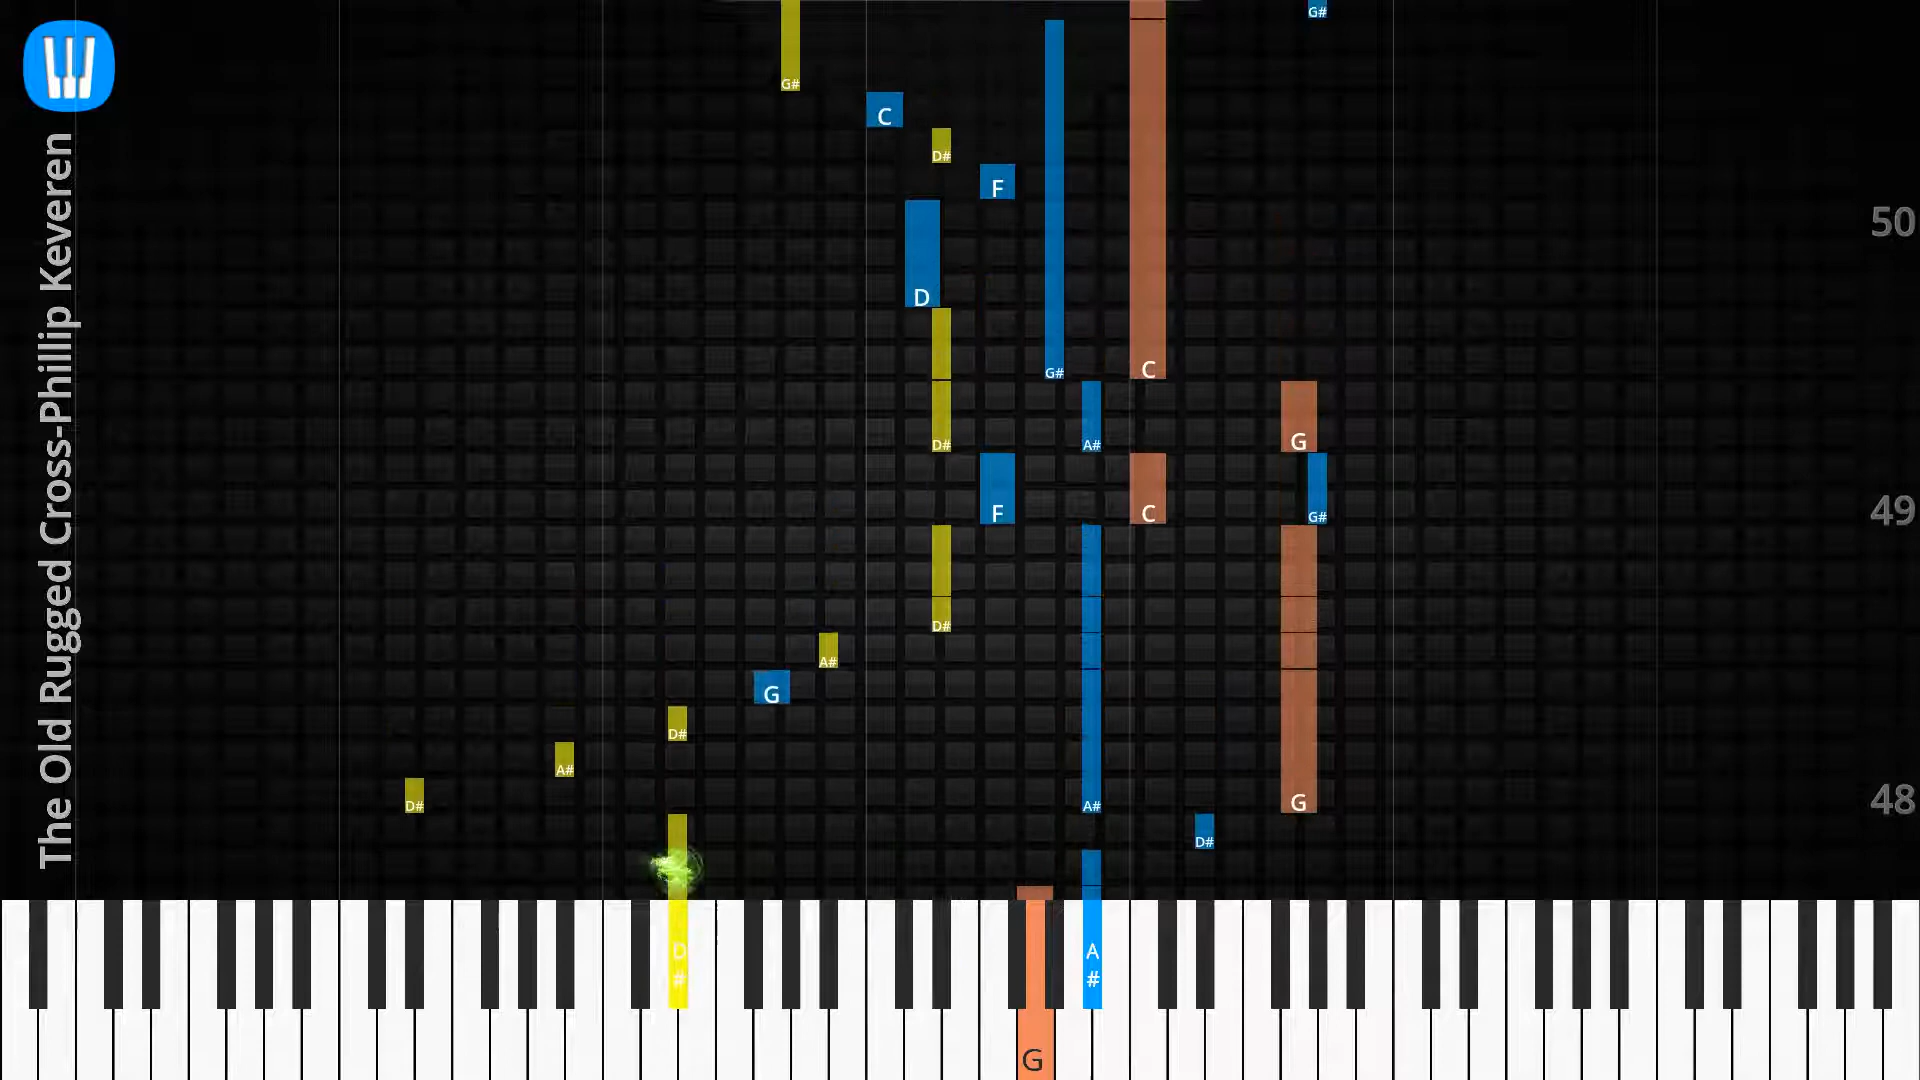 The Old Rugged Cross-Phillip Keveren
G#
G#
C
D#
F
50
D
G#
C
D#
A#
G
F
C
G#
49
D#
A#
G
D#
A#
D#
A#
G
48
D#
D
#
A
#
G